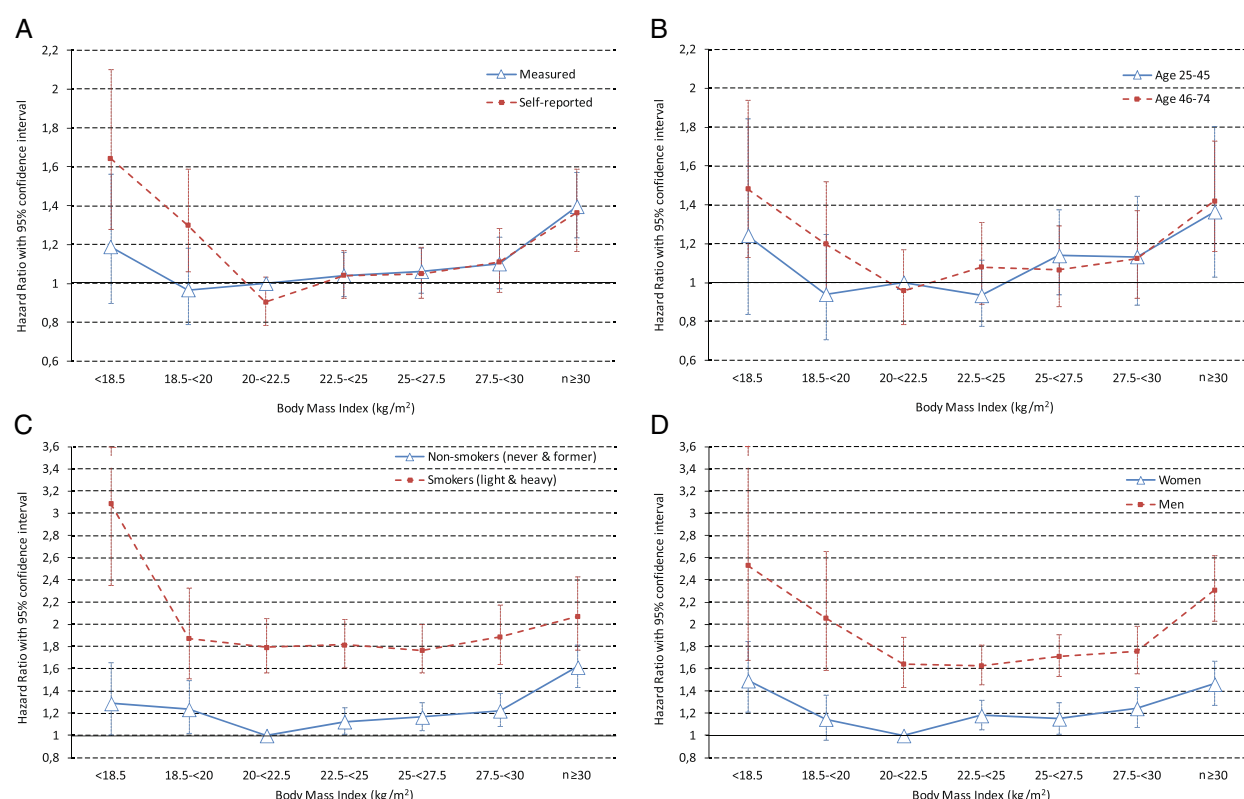 A
Hazard Ratio with 95% confidence interval
2,2
2
1,8
1,6
1,4
1,2
1
0,8
0,6
Measured
Self-reported
<18.5 18.5-<20 20-<22.5 22.5-<25 25-<27.5 27.5-<30 n≥30
Body Mass Index (kg/m²)
B
Hazard Ratio with 95% confidence interval
2,2
2
1,8
1,6
1,4
1,2
1
0,8
0,6
Age 25-45
Age 46-74
<18.5 18.5-<20 20-<22.5 22.5-<25 25-<27.5 27.5-<30 n≥30
Body Mass Index (kg/m²)
C
Hazard Ratio with 95% confidence interval
3,6
3,4
3,2
3
2,8
2,6
2,4
2,2
2
1,8
1,6
1,4
1,2
1
0,8
Non-smokers (never & former)
Smokers (light & heavy)
<18.5 18.5-<20 20-<22.5 22.5-<25 25-<27.5 27.5-<30 n≥30
Body Mass Index (kg/m²)
D
Hazard Ratio with 95% confidence interval
3,6
3,4
3,2
3
2,8
2,6
2,4
2,2
2
1,8
1,6
1,4
1,2
1
0,8
Women
Men
<18.5 18.5-<20 20-<22.5 22.5-<25 25-<27.5 27.5-<30 n≥30
Body Mass Index (kg/m²)